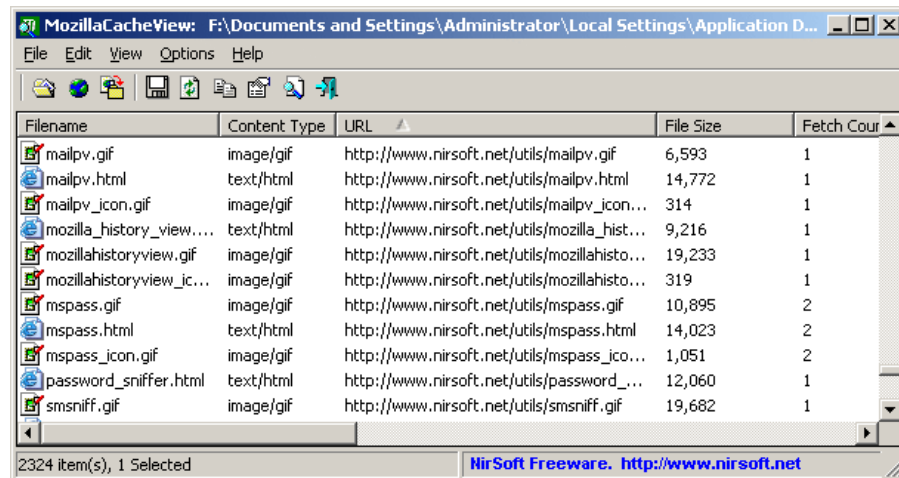 MozillaCacheView: F:\Documents and Settings\Administrator\Local Settings\Application D...
File Edit View Options Help
Filename Content Type URL File Size Fetch Cour
mailpv.gif image/gif http://www.nirsoft.net/utils/mailpv.gif 6,593 1
mailpv.html text/html http://www.nirsoft.net/utils/mailpv.html 14,772 1
mailpv_icon.gif image/gif http://www.nirsoft.net/utils/mailpv_icon... 314 1
mozilla_history_view.... text/html http://www.nirsoft.net/utils/mozilla_hist... 9,216 1
mozillahistoryview.gif image/gif http://www.nirsoft.net/utils/mozillahisto... 19,233 1
mozillahistoryview_ic... image/gif http://www.nirsoft.net/utils/mozillahisto... 319 1
mspass.gif image/gif http://www.nirsoft.net/utils/mspass.gif 10,895 2
mspass.html text/html http://www.nirsoft.net/utils/mspass.html 14,023 2
mspass_icon.gif image/gif http://www.nirsoft.net/utils/mspass_ico... 1,051 2
password_sniffer.html text/html http://www.nirsoft.net/utils/password_... 12,060 1
smsniff.gif image/gif http://www.nirsoft.net/utils/smsniff.gif 19,682 1
2324 item(s), 1 Selected NirSoft Freeware. http://www.nirsoft.net